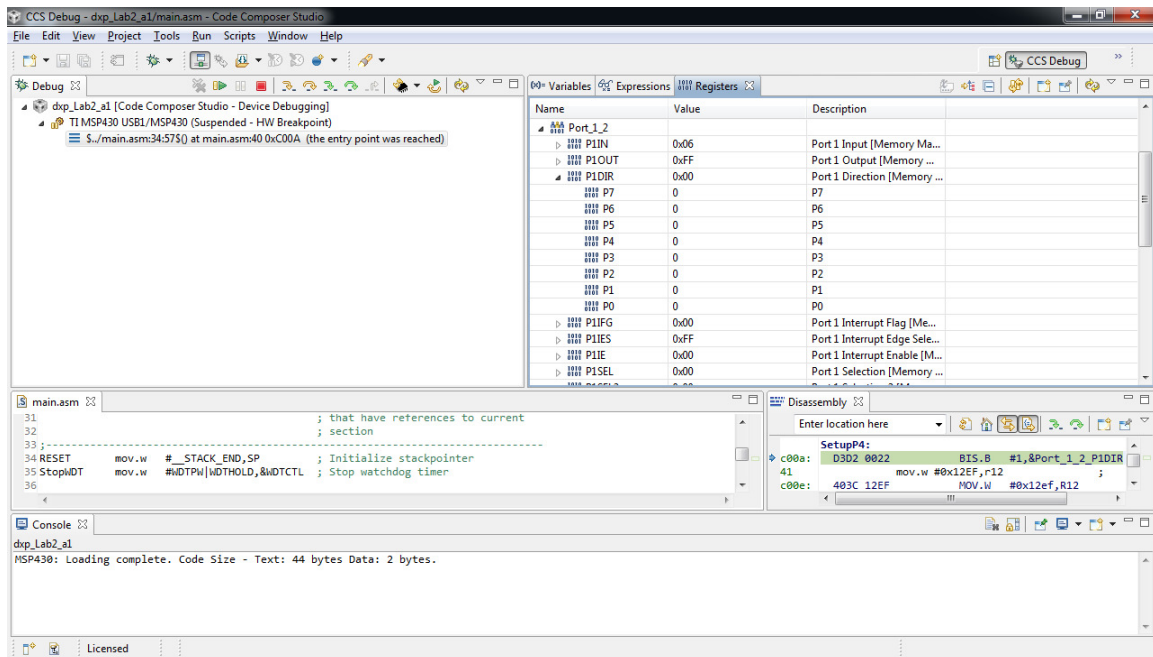 CCS Debug - dxp_Lab2_a1/main.asm - Code Composer Studio
File Edit View Project Tools Run Scripts Window Help
CCS Debug
Debug
dxp_Lab2_a1 [Code Composer Studio - Device Debugging]
TI MSP430 USB1/MSP430 (Suspended - HW Breakpoint)
$../main.asm:34:57$() at main.asm:40 0xC00A (the entry point was reached)
Variables Expressions Registers
Name Value Description
Port_1_2
P1IN 0x06 Port 1 Input [Memory Ma...
P1OUT 0xFF Port 1 Output [Memory ...
P1DIR 0x00 Port 1 Direction [Memory ...
P7 0 P7
P6 0 P6
P5 0 P5
P4 0 P4
P3 0 P3
P2 0 P2
P1 0 P1
P0 0 P0
P1IFG 0x00 Port 1 Interrupt Flag [Me...
P1IES 0xFF Port 1 Interrupt Edge Sele...
P1IE 0x00 Port 1 Interrupt Enable [M...
P1SEL 0x00 Port 1 Selection [Memory ...
main.asm
31 ; that have references to current
32 ; section
33 ;-------------------------------------------------------------------------------
34 RESET mov.w #__STACK_END,SP ; Initialize stackpointer
35 StopWDT mov.w #WDTPW|WDTHOLD,&WDTCTL ; Stop watchdog timer
36
Disassembly
Enter location here
SetupP4:
c00a: D3D2 0022 BIS.B #1,&Port_1_2_P1DIR
41 mov.w #0x12EF,r12 ;
c00e: 403C 12EF MOV.W #0x12ef,R12
Console
dxp_Lab2_a1
MSP430: Loading complete. Code Size - Text: 44 bytes Data: 2 bytes.
Licensed